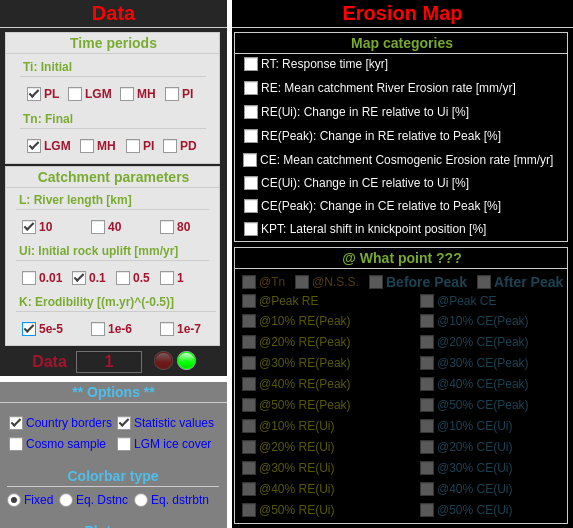 Data
Time periods
Ti: Initial
PL LGM MH PI
Tn: Final
LGM MH PI PD
Catchment parameters
L: River length [km]
10 40 80
Ui: Initial rock uplift [mm/yr]
0.01 0.1 0.5 1
K: Erodibility [(m.yr)^(-0.5)]
5e-5 1e-6 1e-7
Data 1
** Options **
Country borders Statistic values
Cosmo sample LGM ice cover
Colorbar type
Fixed Eq. Dstnc Eq. dstrbtn
Erosion Map
Map categories
RT: Response time [kyr]
RE: Mean catchment River Erosion rate [mm/yr]
RE(Ui): Change in RE relative to Ui [%]
RE(Peak): Change in RE relative to Peak [%]
CE: Mean catchment Cosmogenic Erosion rate [mm/yr]
CE(Ui): Change in CE relative to Ui [%]
CE(Peak): Change in CE relative to Peak [%]
KPT: Lateral shift in knickpoint position [%]
@ What point ???
@Tn @N.S.S. Before Peak After Peak
@Peak RE @Peak CE
@10% RE(Peak) @10% CE(Peak)
@20% RE(Peak) @20% CE(Peak)
@30% RE(Peak) @30% CE(Peak)
@40% RE(Peak) @40% CE(Peak)
@50% RE(Peak) @50% CE(Peak)
@10% RE(Ui) @10% CE(Ui)
@20% RE(Ui) @20% CE(Ui)
@30% RE(Ui) @30% CE(Ui)
@40% RE(Ui) @40% CE(Ui)
@50% RE(Ui) @50% CE(Ui)